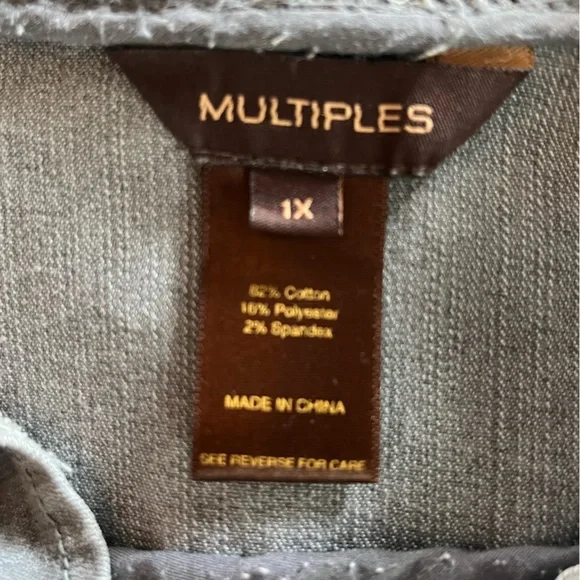 MULTIPLES
1X
82% Cotton
16% Polyester
2% Spandex
MADE IN CHINA
SEE REVERSE FOR CARE